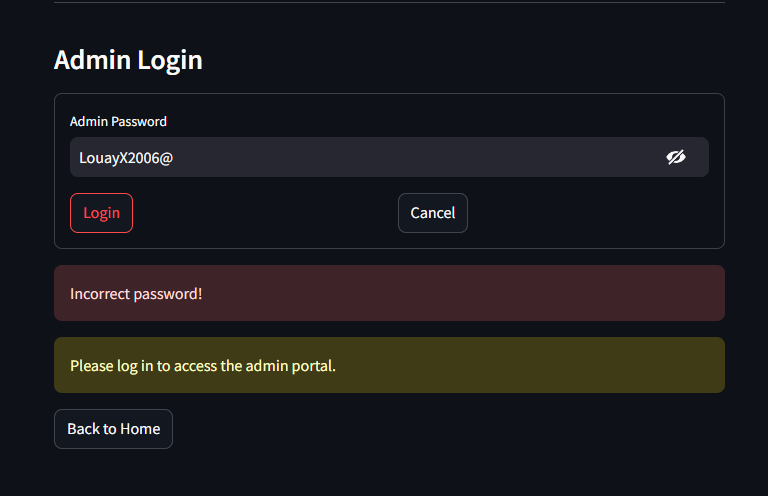 Admin Login
Admin Password
LouayX2006@
Login
Cancel
Incorrect password!
Please log in to access the admin portal.
Back to Home